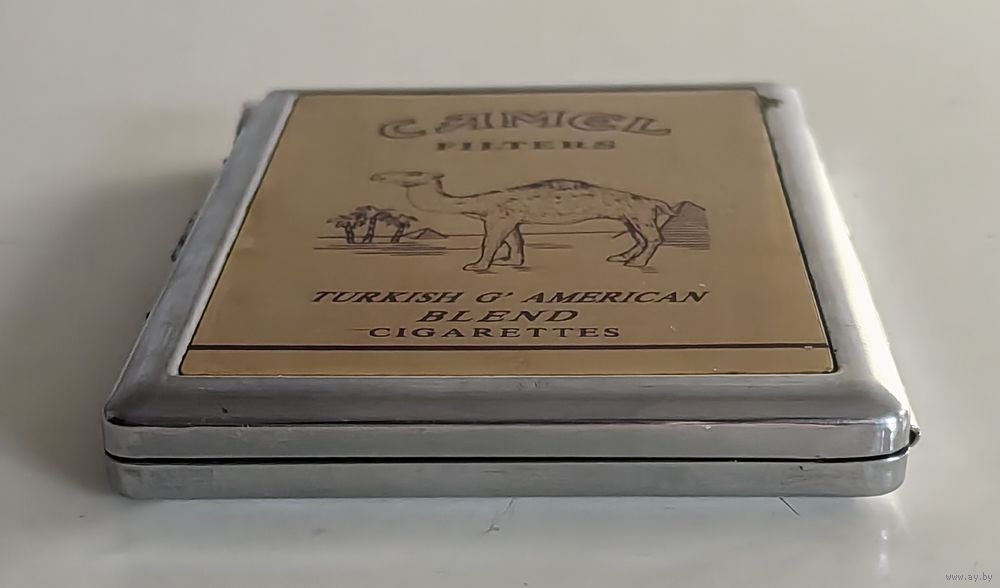 CAMEL
FILTERS
TURKISH G' AMERICAN
BLEND
CIGARETTES
www.ay.by